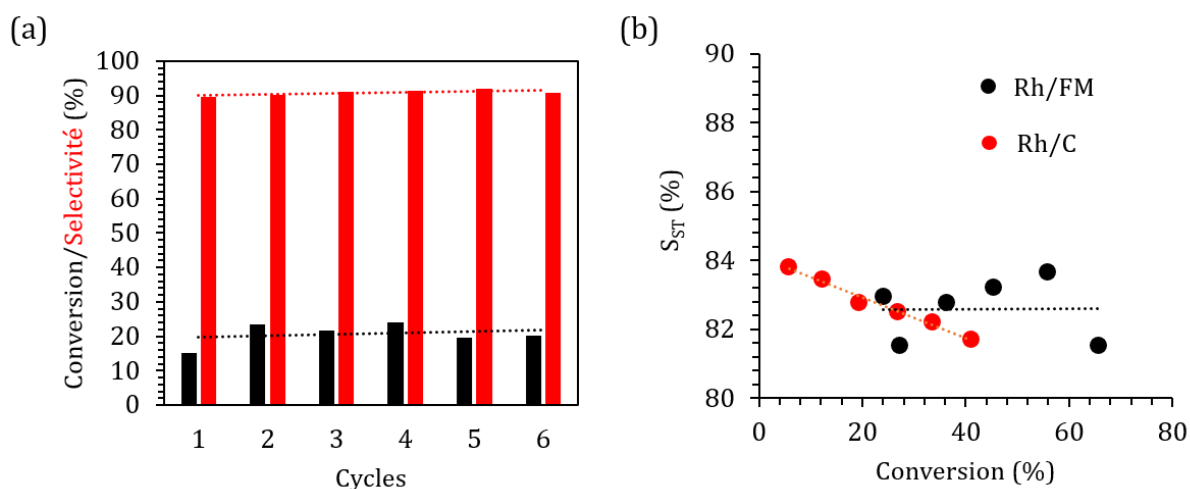 (a)
Conversion/Selectivité (%)
100
90
80
70
60
50
40
30
20
10
0
1 2 3 4 5 6
Cycles
(b)
S_ST (%)
90
88
86
84
82
80
0 20 40 60 80
Conversion (%)
Rh/FM
Rh/C